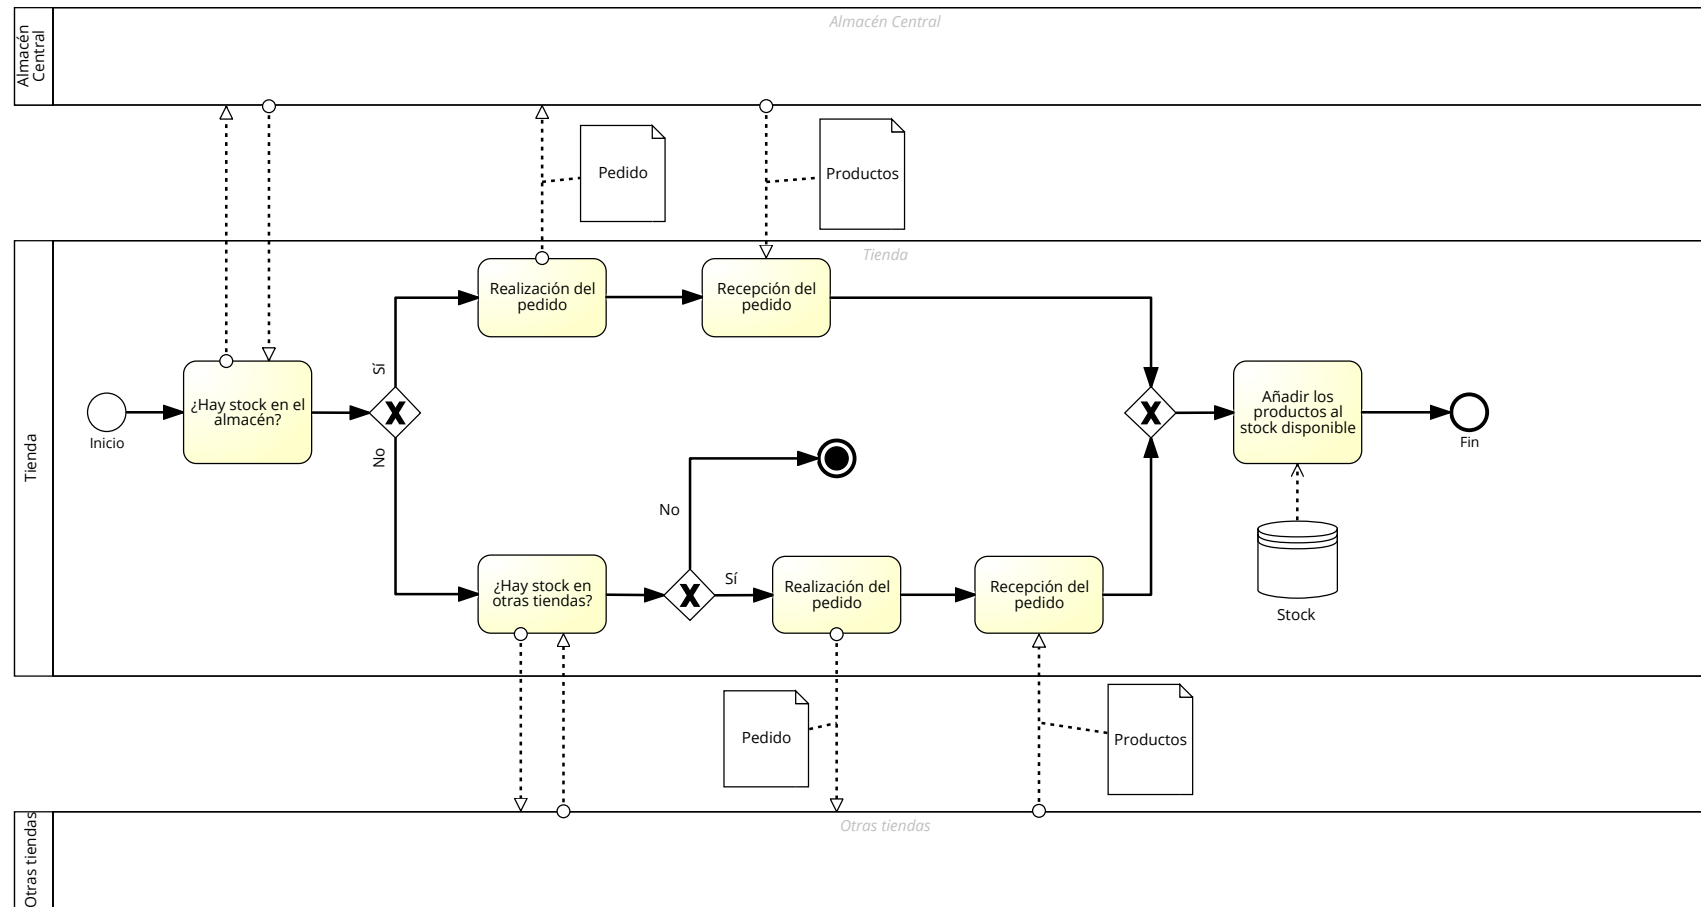 Almacén Central
Almacén
Central
Pedido
Productos
Tienda
Tienda
Realización del
pedido
Recepción del
pedido
Sí
¿Hay stock en el
almacén?
Inicio
No
Añadir los
productos al
stock disponible
Fin
No
¿Hay stock en
otras tiendas?
Sí
Realización del
pedido
Recepción del
pedido
Stock
Pedido
Productos
Otras tiendas
Otras tiendas